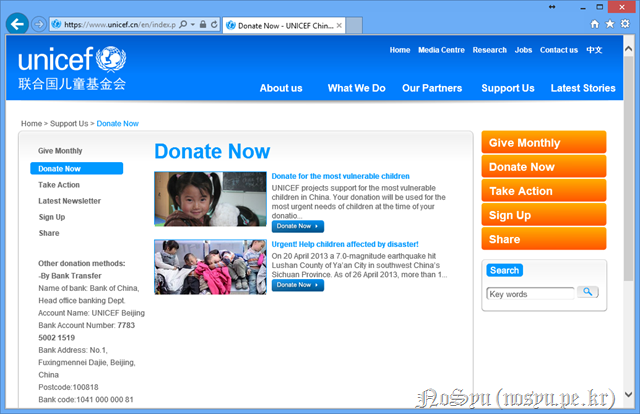 https://www.unicef.cn/en/index.p
Donate Now - UNICEF Chin...
unicef
联合国儿童基金会
Home Media Centre Research Jobs Contact us 中文
About us What We Do Our Partners Support Us Latest Stories
Home > Support Us > Donate Now
Give Monthly
Donate Now
Take Action
Latest Newsletter
Sign Up
Share
Other donation methods:
-By Bank Transfer
Name of bank: Bank of China,
Head office banking Dept.
Account Name: UNICEF Beijing
Bank Account Number: 7783
5002 1519
Bank Address: No.1,
Fuxingmennei Dajie, Beijing,
China
Postcode:100818
Bank code:1041 000 000 81
Donate Now
Donate for the most vulnerable children
UNICEF projects support for the most vulnerable
children in China. Your donation will be used for the
most urgent needs of children at the time of your
donatio...
Donate Now
Urgent! Help children affected by disaster!
On 20 April 2013 a 7.0-magnitude earthquake hit
Lushan County of Ya'an City in southwest China's
Sichuan Province. As of 26 April 2013, more than 1...
Donate Now
Give Monthly
Donate Now
Take Action
Sign Up
Share
Search
Key words
NoSyu (nosyu.pe.kr)